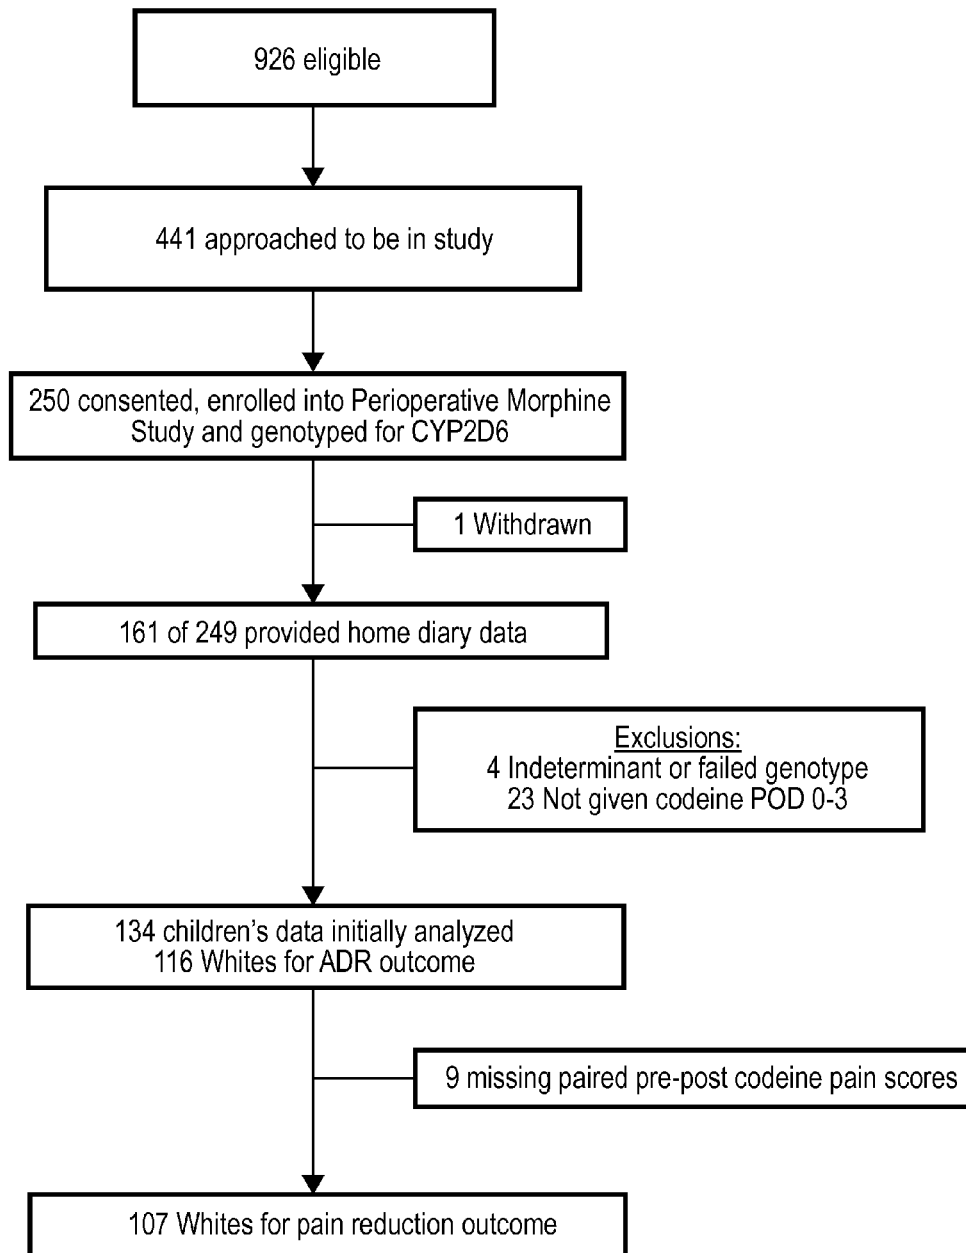 926 eligible
441 approached to be in study
250 consented, enrolled into Perioperative Morphine
Study and genotyped for CYP2D6
1 Withdrawn
161 of 249 provided home diary data
Exclusions:
4 Indeterminant or failed genotype
23 Not given codeine POD 0-3
134 children's data initially analyzed
116 Whites for ADR outcome
9 missing paired pre-post codeine pain scores
107 Whites for pain reduction outcome